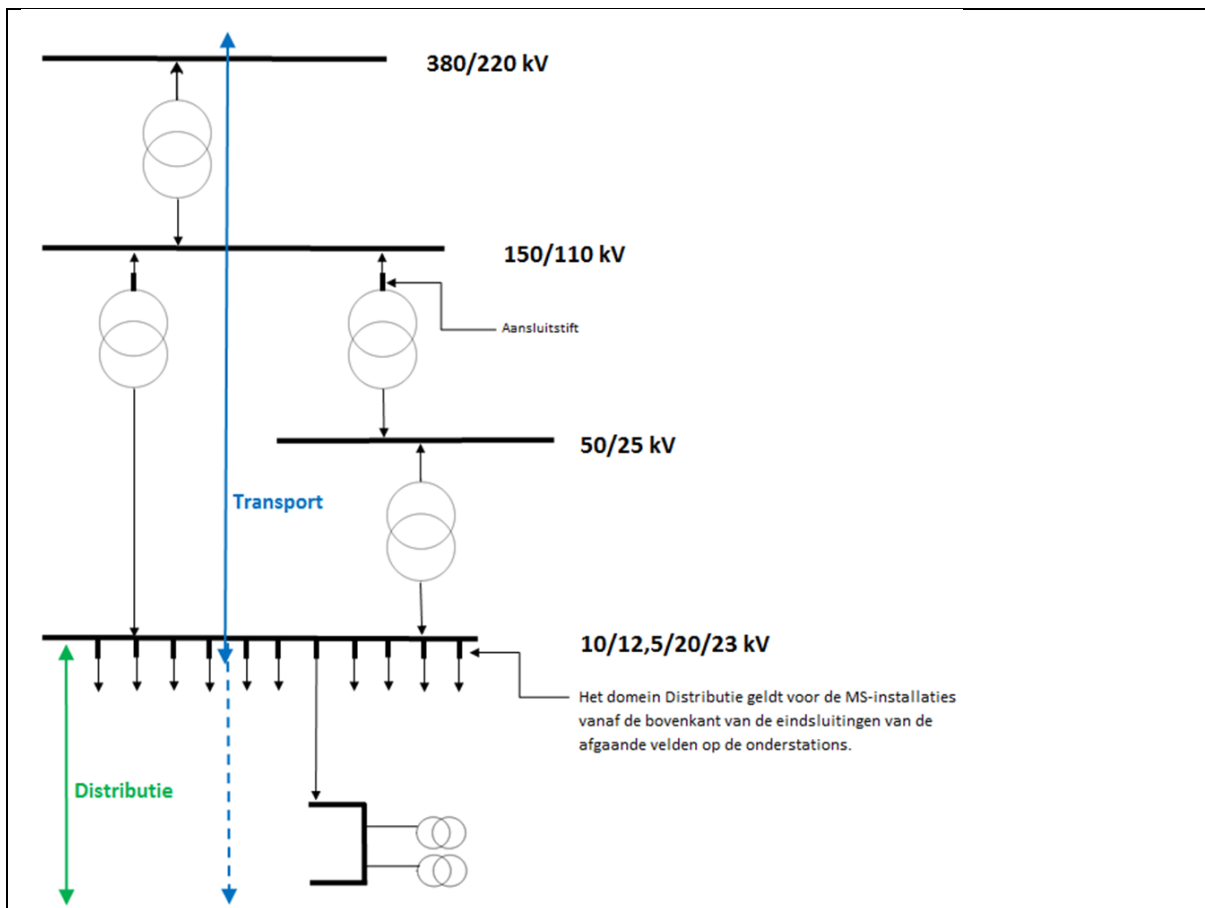 380/220 kV
150/110 kV
Aansluitstift
50/25 kV
Transport
10/12,5/20/23 kV
Het domein Distributie geldt voor de MS-installaties
vanaf de bovenkant van de eindsluitingen van de
afgaande velden op de onderstations.
Distributie